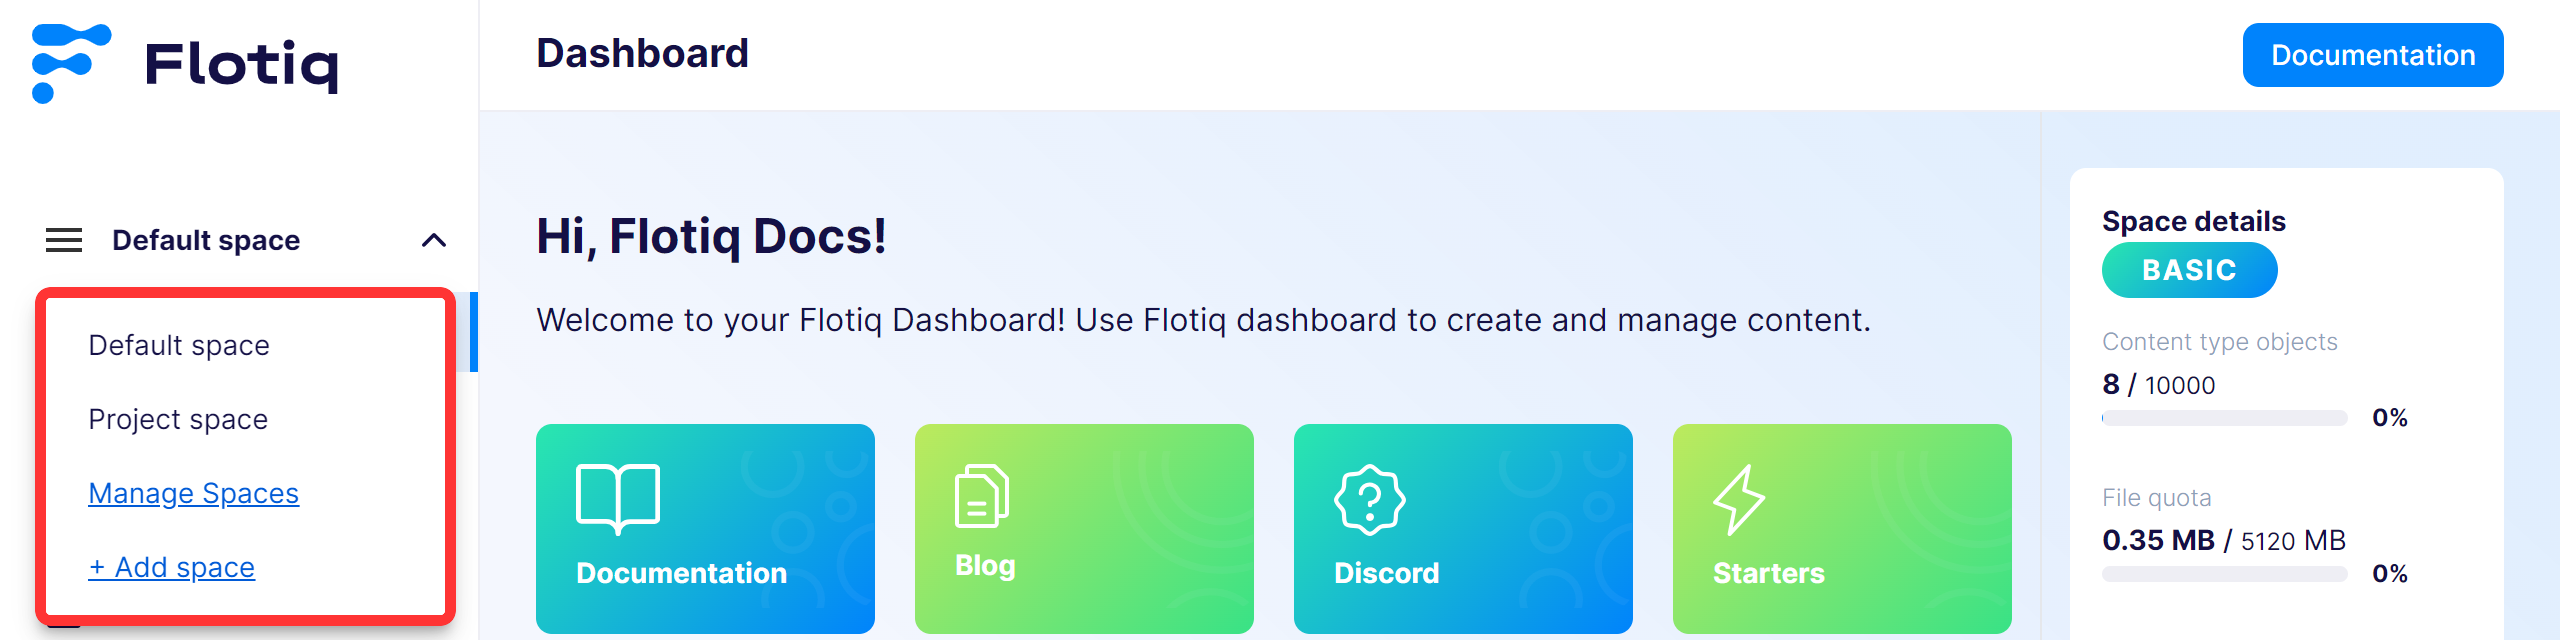 Flotiq
Dashboard
Documentation
Default space
Default space
Project space
Manage Spaces
+ Add space
Hi, Flotiq Docs!
Welcome to your Flotiq Dashboard! Use Flotiq dashboard to create and manage content.
Documentation
Blog
Discord
Starters
Space details
BASIC
Content type objects
8 / 10000
0%
File quota
0.35 MB / 5120 MB
0%